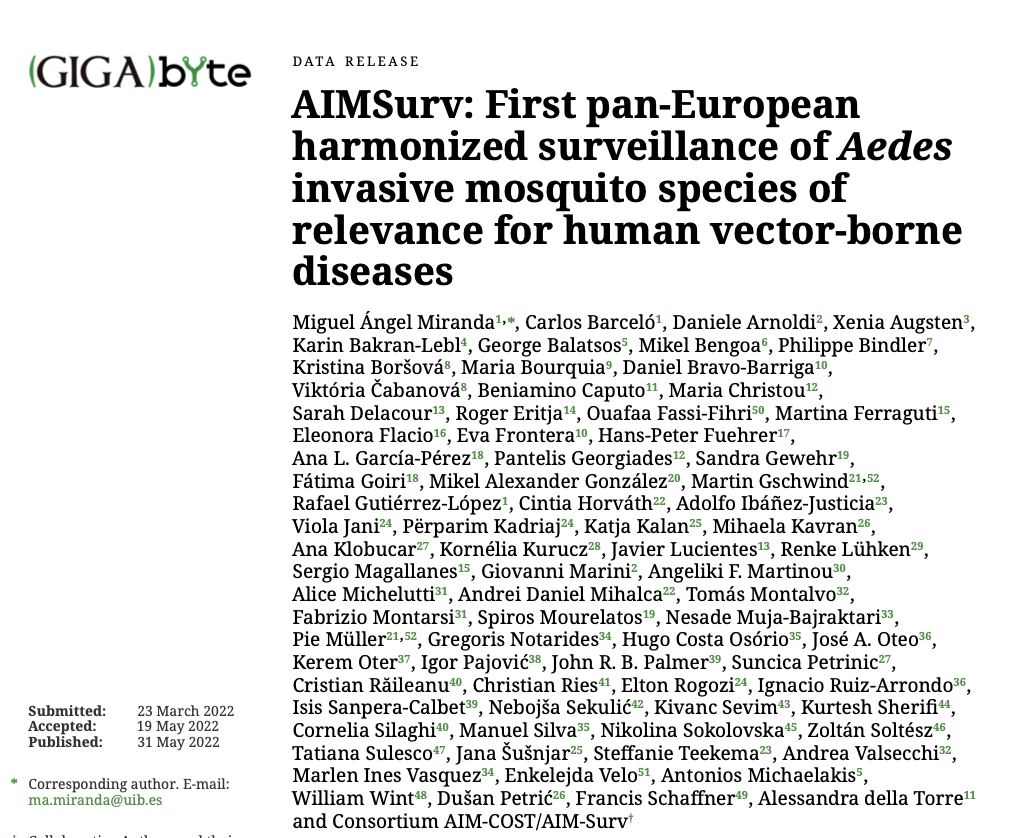 (GIGA)byte
DATA RELEASE
AIMSurv: First pan-European
harmonized surveillance of Aedes
invasive mosquito species of
relevance for human vector-borne
diseases
Miguel Ángel Miranda1,*, Carlos Barceló1, Daniele Arnoldi2, Xenia Augsten3,
Karin Bakran-Lebl4, George Balatsos5, Mikel Bengoa6, Philippe Bindler7,
Kristina Boršová8, Maria Bourquia9, Daniel Bravo-Barriga10,
Viktória Čabanová8, Beniamino Caputo11, Maria Christou12,
Sarah Delacour13, Roger Eritja14, Ouafaa Fassi-Fihri50, Martina Ferraguti15,
Eleonora Flacio16, Eva Frontera10, Hans-Peter Fuehrer17,
Ana L. García-Pérez18, Pantelis Georgiades12, Sandra Gewehr19,
Fátima Goiri18, Mikel Alexander González20, Martin Gschwind21,52,
Rafael Gutiérrez-López1, Cintia Horváth22, Adolfo Ibáñez-Justicia23,
Viola Jani24, Përparim Kadriaj24, Katja Kalan25, Mihaela Kavran26,
Ana Klobucar27, Kornélia Kurucz28, Javier Lucientes13, Renke Lühken29,
Sergio Magallanes15, Giovanni Marini2, Angeliki F. Martinou30,
Alice Michelutti31, Andrei Daniel Mihalca22, Tomás Montalvo32,
Fabrizio Montarsi31, Spiros Mourelatos19, Nesade Muja-Bajraktari33,
Pie Müller21,52, Gregoris Notarides34, Hugo Costa Osório35, José A. Oteo36,
Kerem Oter37, Igor Pajović38, John R. B. Palmer39, Suncica Petrinic27,
Cristian Răileanu40, Christian Ries41, Elton Rogozi24, Ignacio Ruiz-Arrondo36,
Isis Sanpera-Calbet39, Nebojša Sekulić42, Kivanc Sevim43, Kurtesh Sherifi44,
Cornelia Silaghi40, Manuel Silva35, Nikolina Sokolovska45, Zoltán Soltész46,
Tatiana Sulesco47, Jana Šušnjar25, Steffanie Teekema23, Andrea Valsecchi32,
Marlen Ines Vasquez34, Enkelejda Velo51, Antonios Michaelakis5,
William Wint48, Dušan Petrić26, Francis Schaffner49, Alessandra della Torre11
and Consortium AIM-COST/AIM-Surv†
Submitted: 23 March 2022
Accepted: 19 May 2022
Published: 31 May 2022
* Corresponding author. E-mail:
ma.miranda@uib.es